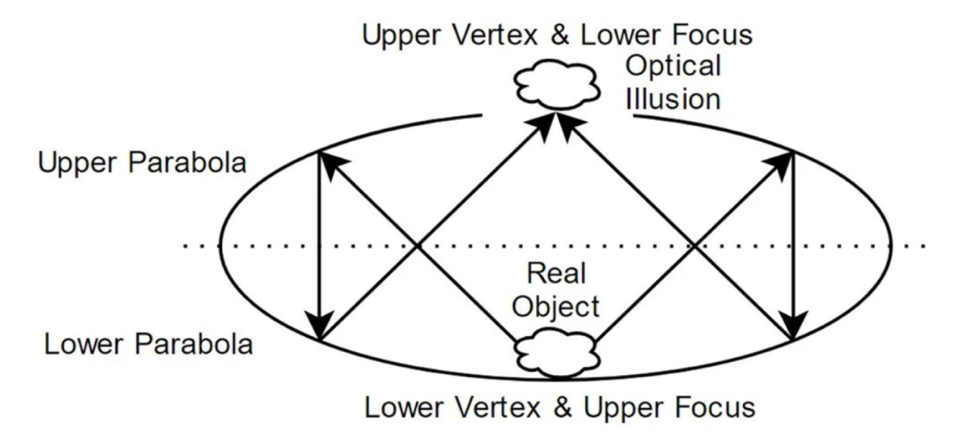 Upper Vertex & Lower Focus
Optical
Illusion
Upper Parabola
Real
Object
Lower Parabola
Lower Vertex & Upper Focus